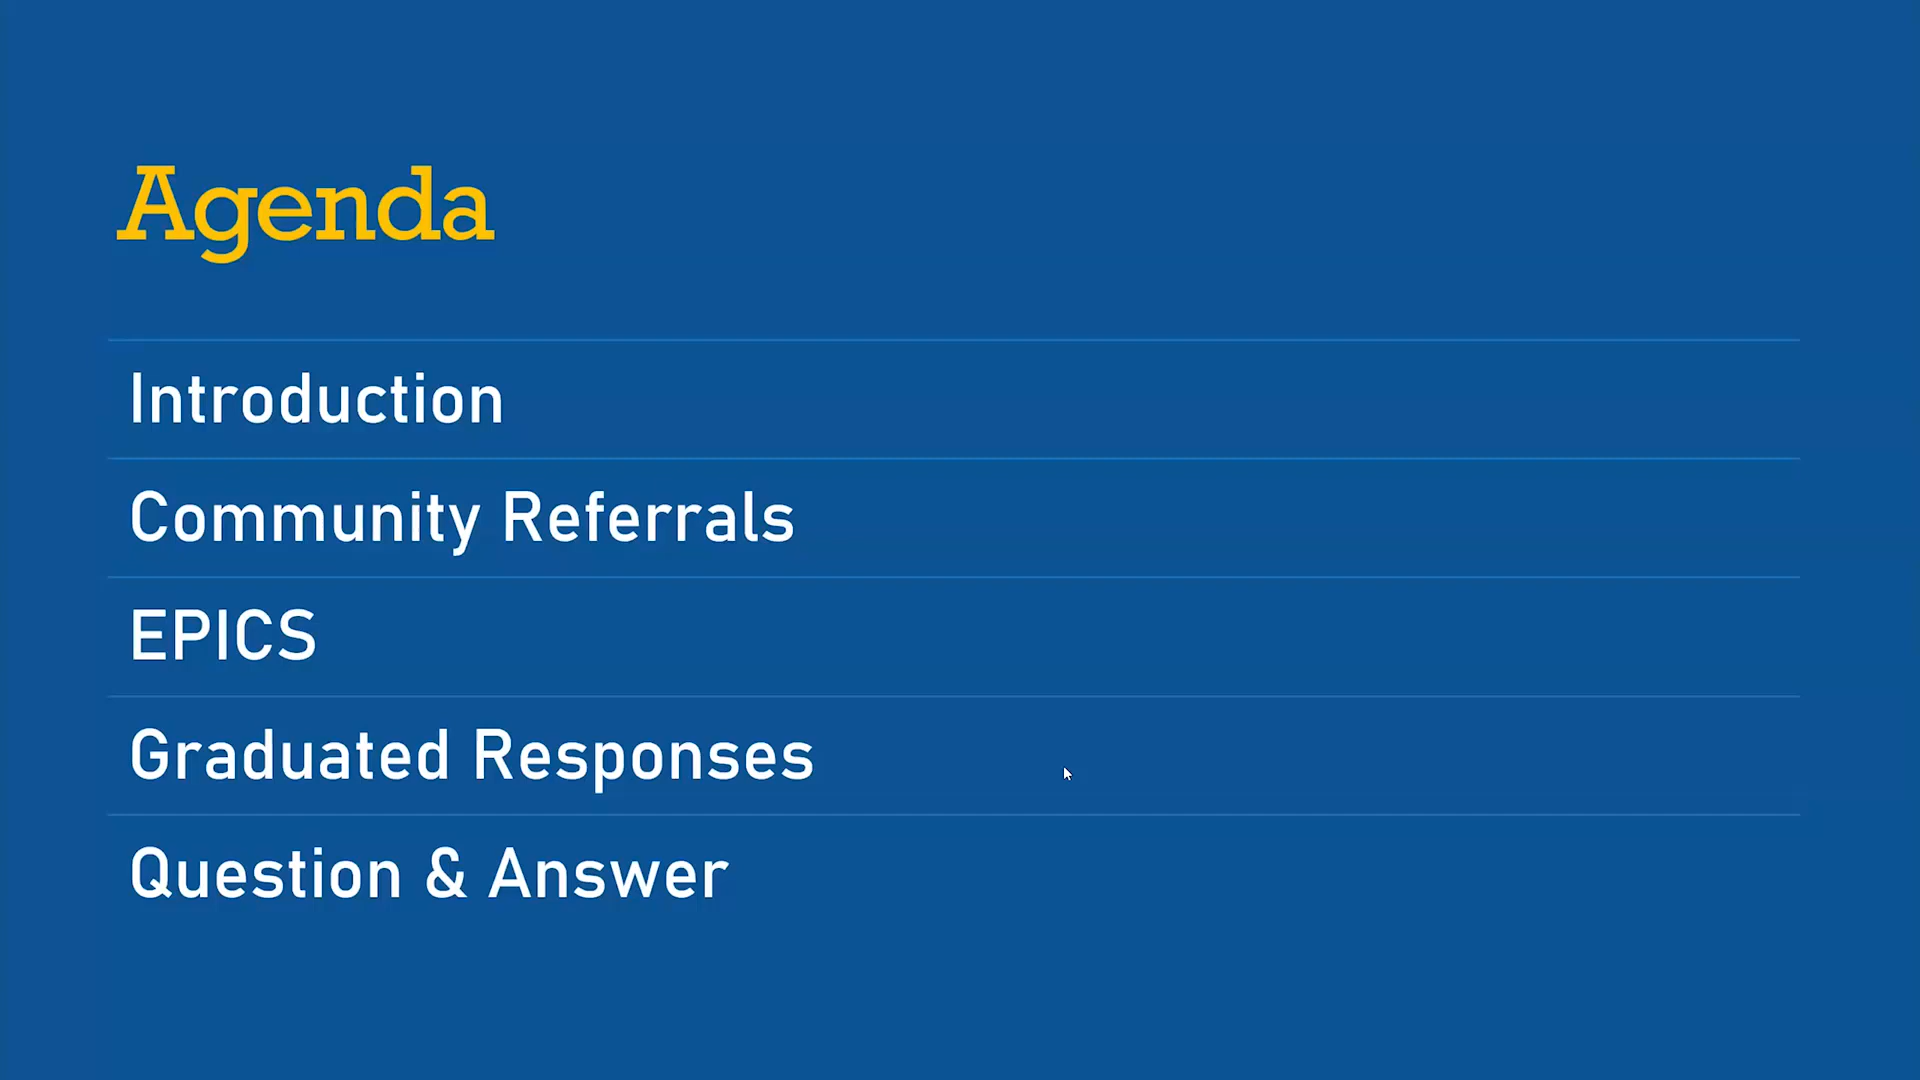 Agenda
Introduction
Community Referrals
EPICS
Graduated Responses
Question & Answer